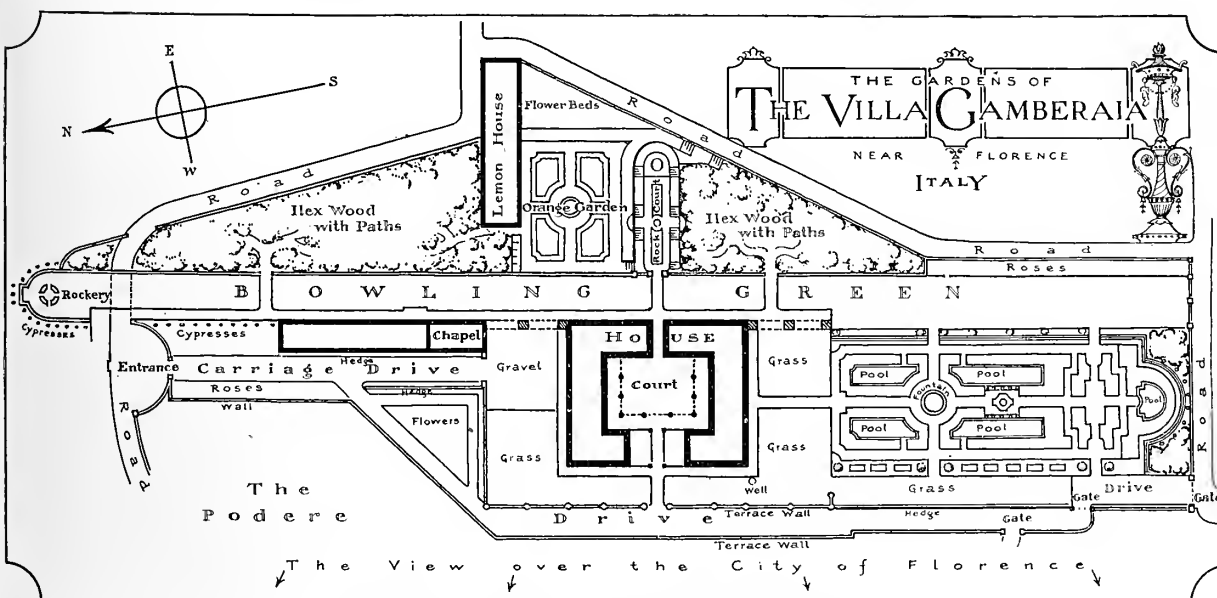 THE GARDENS OF
THE VILLA GAMBERAIA
NEAR FLORENCE
ITALY
E
S
N
W
Road
Lemon House
Flower Beds
Road
Road
Ilex Wood
with Paths
Orange Garden
Rock Court
Ilex Wood
with Paths
Road
Roses
Rockery
BOWLING GREEN
Cypresses
Cypresses
Chapel
HOUSE
Entrance
Hedge
Carriage Drive
Gravel
Court
Grass
Pool
Pool
Fountain
Pool
Road
Roses
Hedge
Wall
Flowers
Pool
Pool
Road
Grass
Grass
Well
Grass
Drive
Gate
Gate
The
Podere
Drive
Terrace Wall
Hedge
Gate
Terrace Wall
The View over the City of Florence